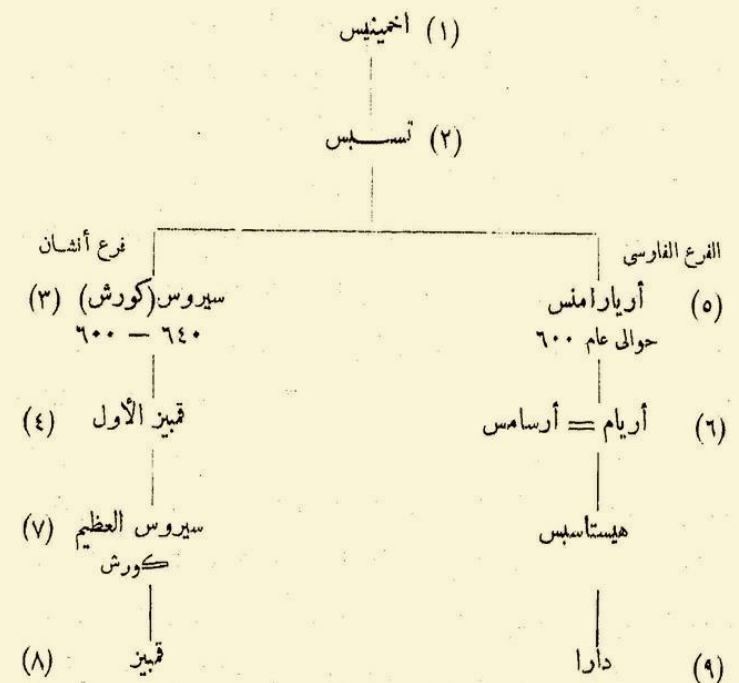 (١) أخمينيس
(٢) تسبس
الفرع الفارسى
فرع أنشان
(٥) أريارامنس
حوالى عام ٦٠٠
سيروس (كورش) (٣)
٦٤٠ — ٦٠٠
(٦) أريام = أرسامس
قمبيز الأول (٤)
هيستاسبس
سيروس العظيم (٧)
كورش
(٩) دارا
قمبيز (٨)